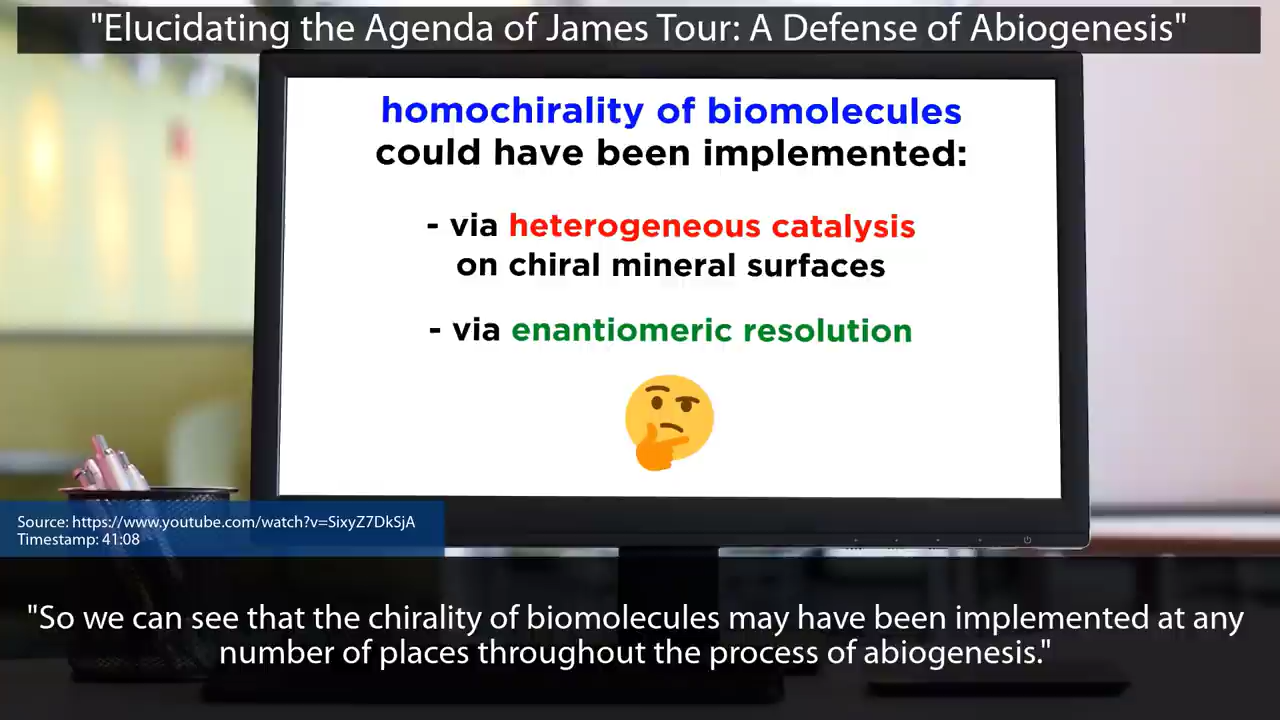 "Elucidating the Agenda of James Tour: A Defense of Abiogenesis"
homochirality of biomolecules
could have been implemented:
- via heterogeneous catalysis
on chiral mineral surfaces
- via enantiomeric resolution
Source: https://www.youtube.com/watch?v=SixyZ7DkSjA
Timestamp: 41:08
"So we can see that the chirality of biomolecules may have been implemented at any
number of places throughout the process of abiogenesis."